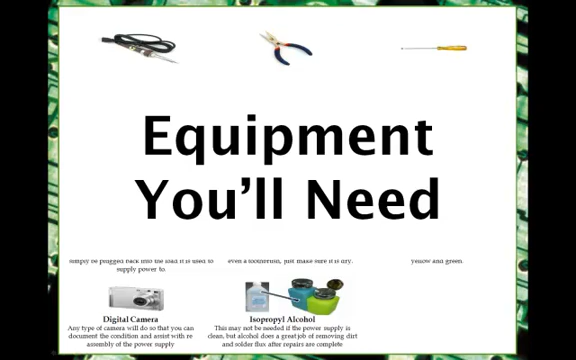 Equipment
You'll Need
simply be plugged back into the load it is used to
supply power to.
even a toothbrush, just make sure it is dry.
yellow and green.
Digital Camera
Any type of camera will do so that you can
document the condition and assist with re
assembly of the power supply
Isopropyl Alcohol
This may not be needed if the power supply is
clean, but alcohol does a great job of removing dirt
and solder flux after repairs are complete